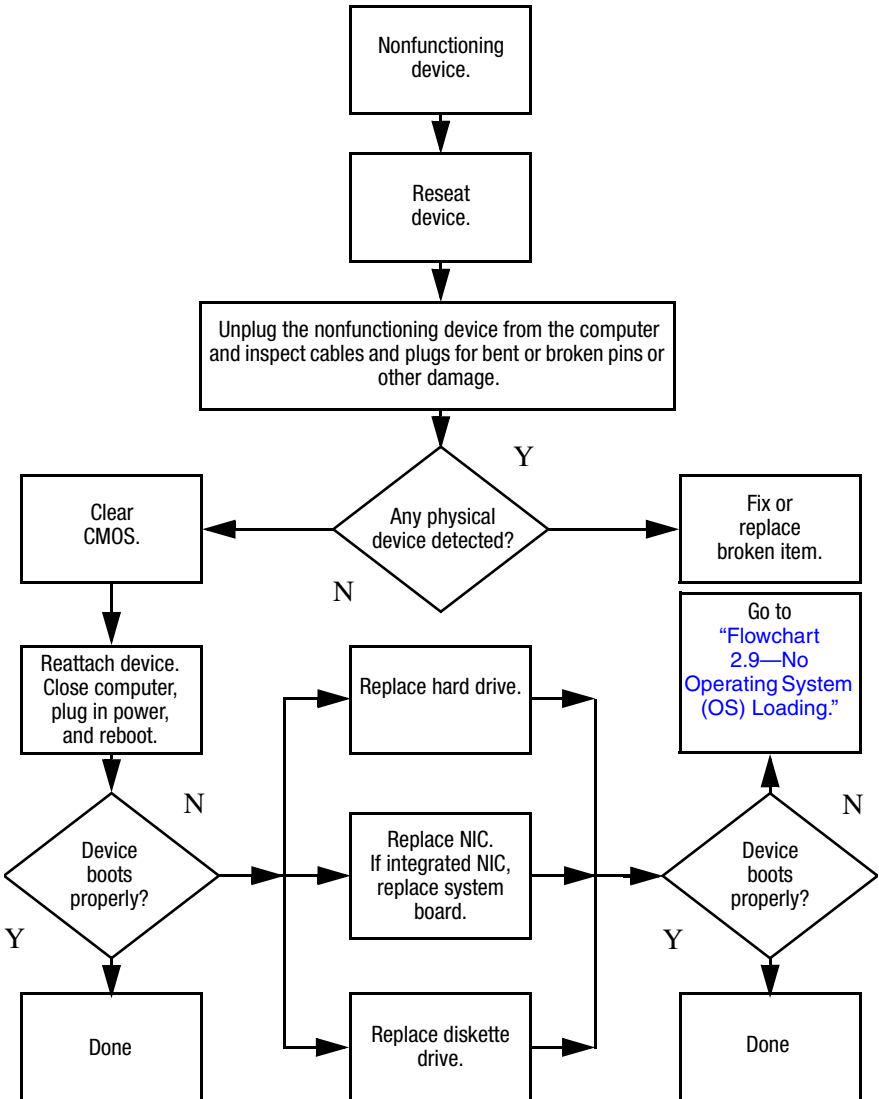 Nonfunctioning
device.
Reseat
device.
Unplug the nonfunctioning device from the computer
and inspect cables and plugs for bent or broken pins or
other damage.
Y
Any physical
device detected?
N
Clear
CMOS.
Fix or
replace
broken item.
Go to
“Flowchart
2.9—No
Operating System
(OS) Loading.”
Reattach device.
Close computer,
plug in power,
and reboot.
Replace hard drive.
N
Device
boots
properly?
Y
Replace NIC.
If integrated NIC,
replace system
board.
N
Device
boots
properly?
Y
Done
Replace diskette
drive.
Done